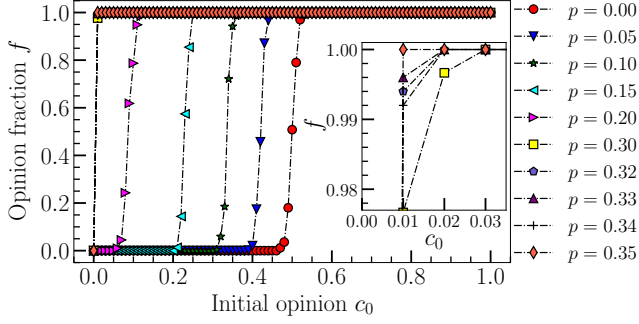 Opinion fraction f
1.0
0.8
0.6
0.4
0.2
0.0
0.0 0.2 0.4 0.6 0.8 1.0
Initial opinion c₀
f
1.00
0.99
0.98
0.00 0.01 0.02 0.03
c₀
p = 0.00
p = 0.05
p = 0.10
p = 0.15
p = 0.20
p = 0.30
p = 0.32
p = 0.33
p = 0.34
p = 0.35